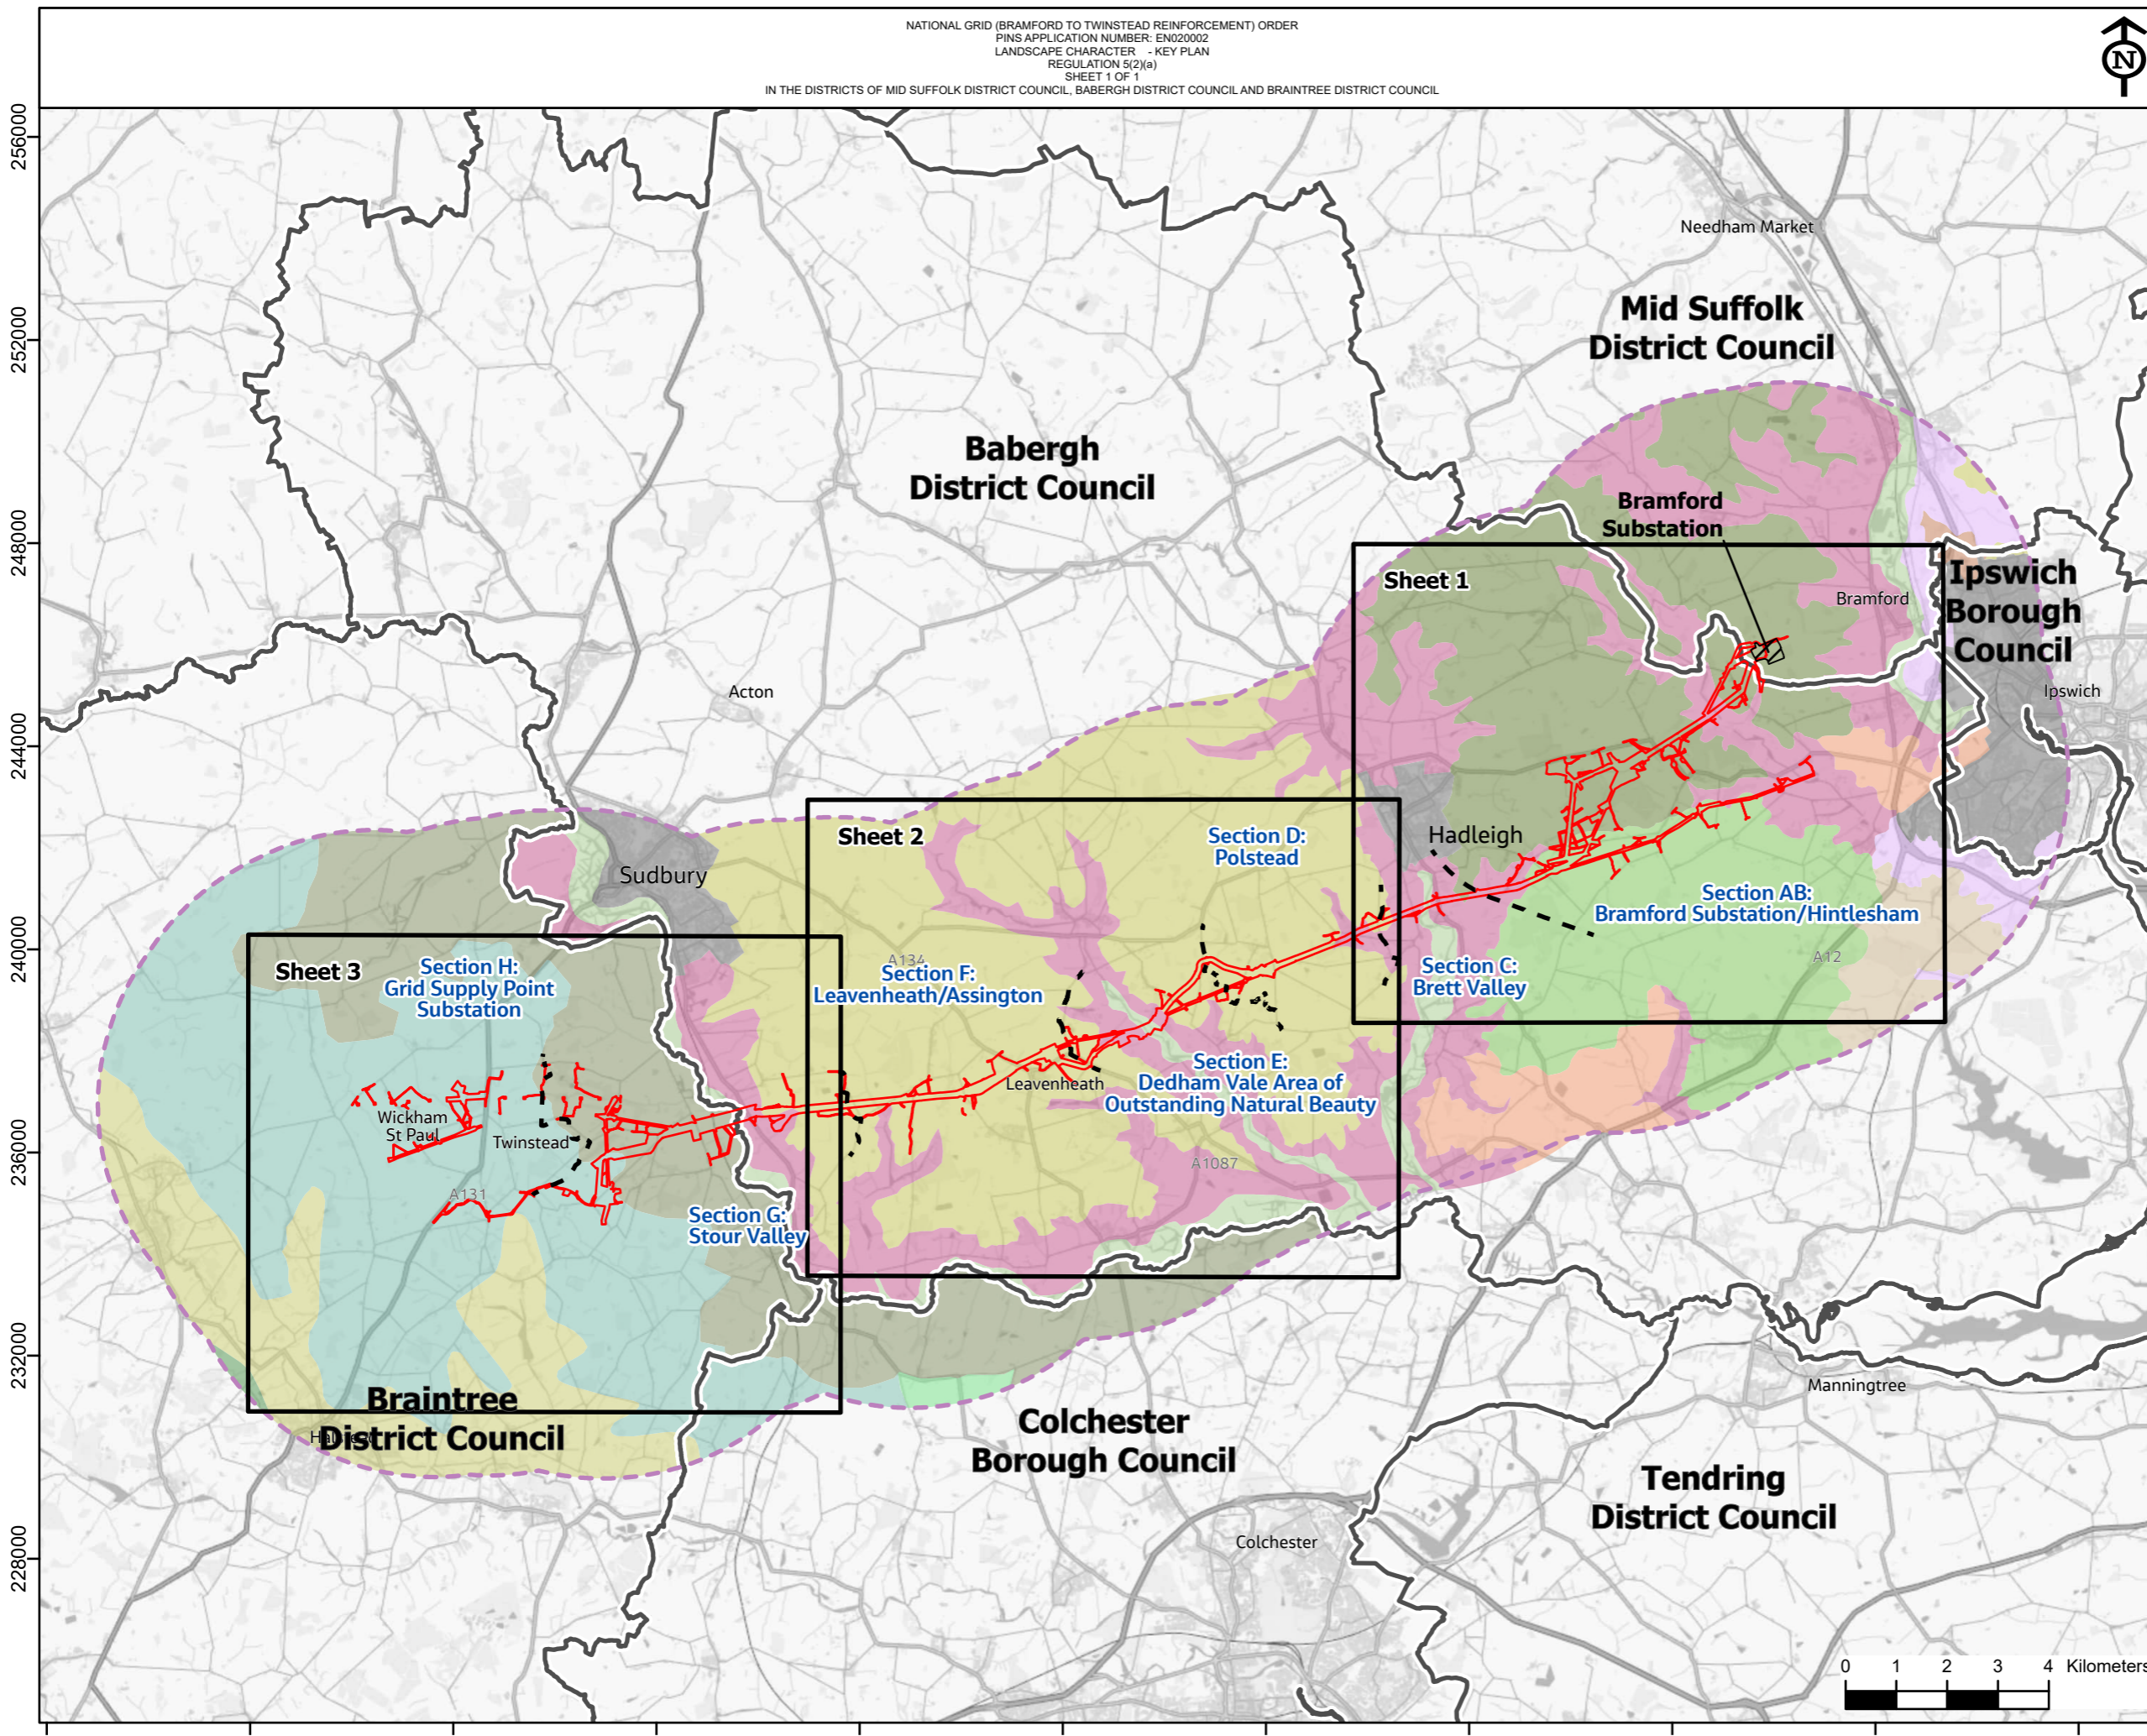 NATIONAL GRID (BRAMFORD TO TWINSTEAD REINFORCEMENT) ORDER
PINS APPLICATION NUMBER: EN020002
LANDSCAPE CHARACTER - KEY PLAN
REGULATION 5(2)(a)
SHEET 1 OF 1
IN THE DISTRICTS OF MID SUFFOLK DISTRICT COUNCIL, BABERGH DISTRICT COUNCIL AND BRAINTREE DISTRICT COUNCIL
N
256000
252000
248000
244000
240000
236000
232000
228000
Needham Market
Mid Suffolk
District Council
Babergh
District Council
Bramford
Substation
Sheet 1
Bramford
Ipswich
Borough
Council
Ipswich
Acton
Sudbury
Sheet 2
Section D:
Polstead
Hadleigh
Section AB:
Bramford Substation/Hintlesham
A12
Sheet 3
Section H:
Grid Supply Point
Substation
A134
Section F:
Leavenheath/Assington
Section C:
Brett Valley
Leavenheath
Section E:
Dedham Vale Area of
Outstanding Natural Beauty
Wickham
St Paul
Twinstead
A1087
A131
Section G:
Stour Valley
Braintree
District Council
Colchester
Borough Council
Manningtree
Tendring
District Council
Colchester
0 1 2 3 4 Kilometers